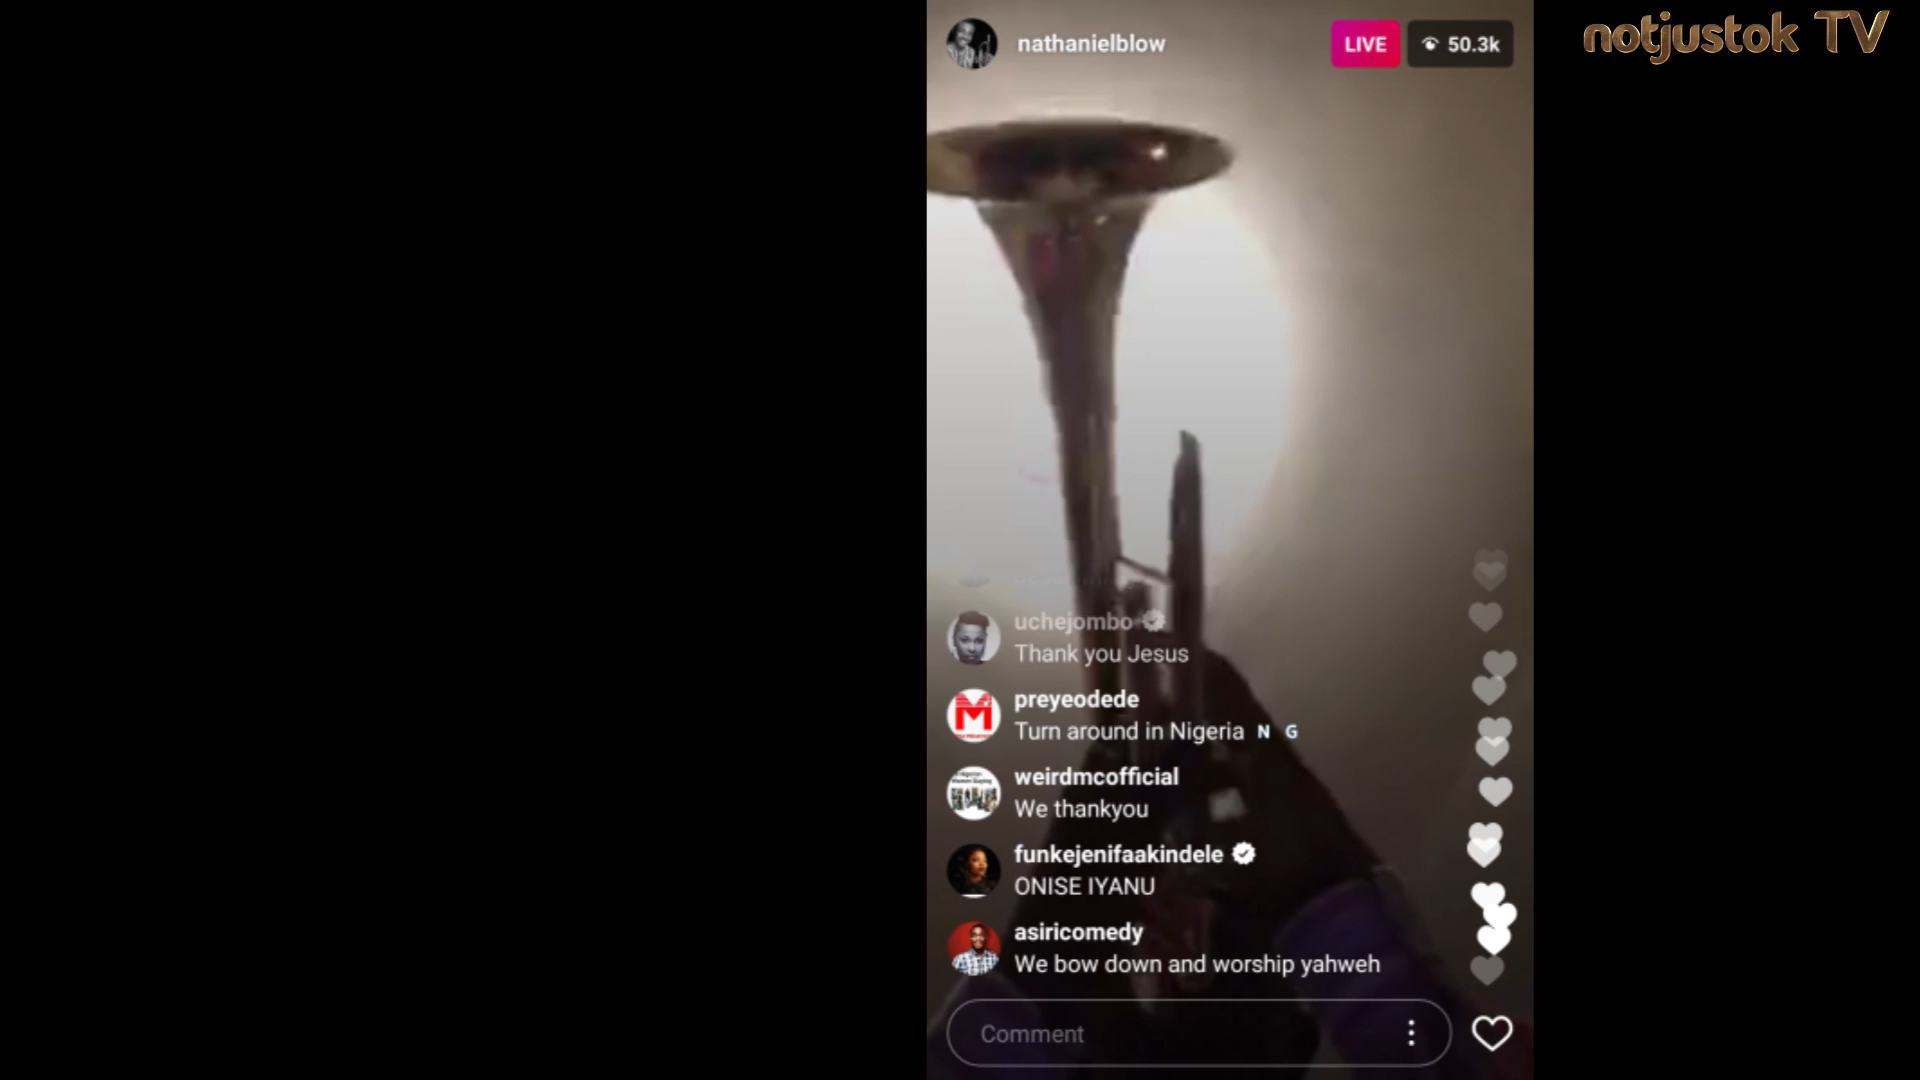 nathanielblow
LIVE
50.3k
notjustok TV
uchejombo
Thank you Jesus
preyeodede
Turn around in Nigeria N G
weirdmcofficial
We thankyou
funkejenifaakindele
ONISE IYANU
asiricomedy
We bow down and worship yahweh
Comment